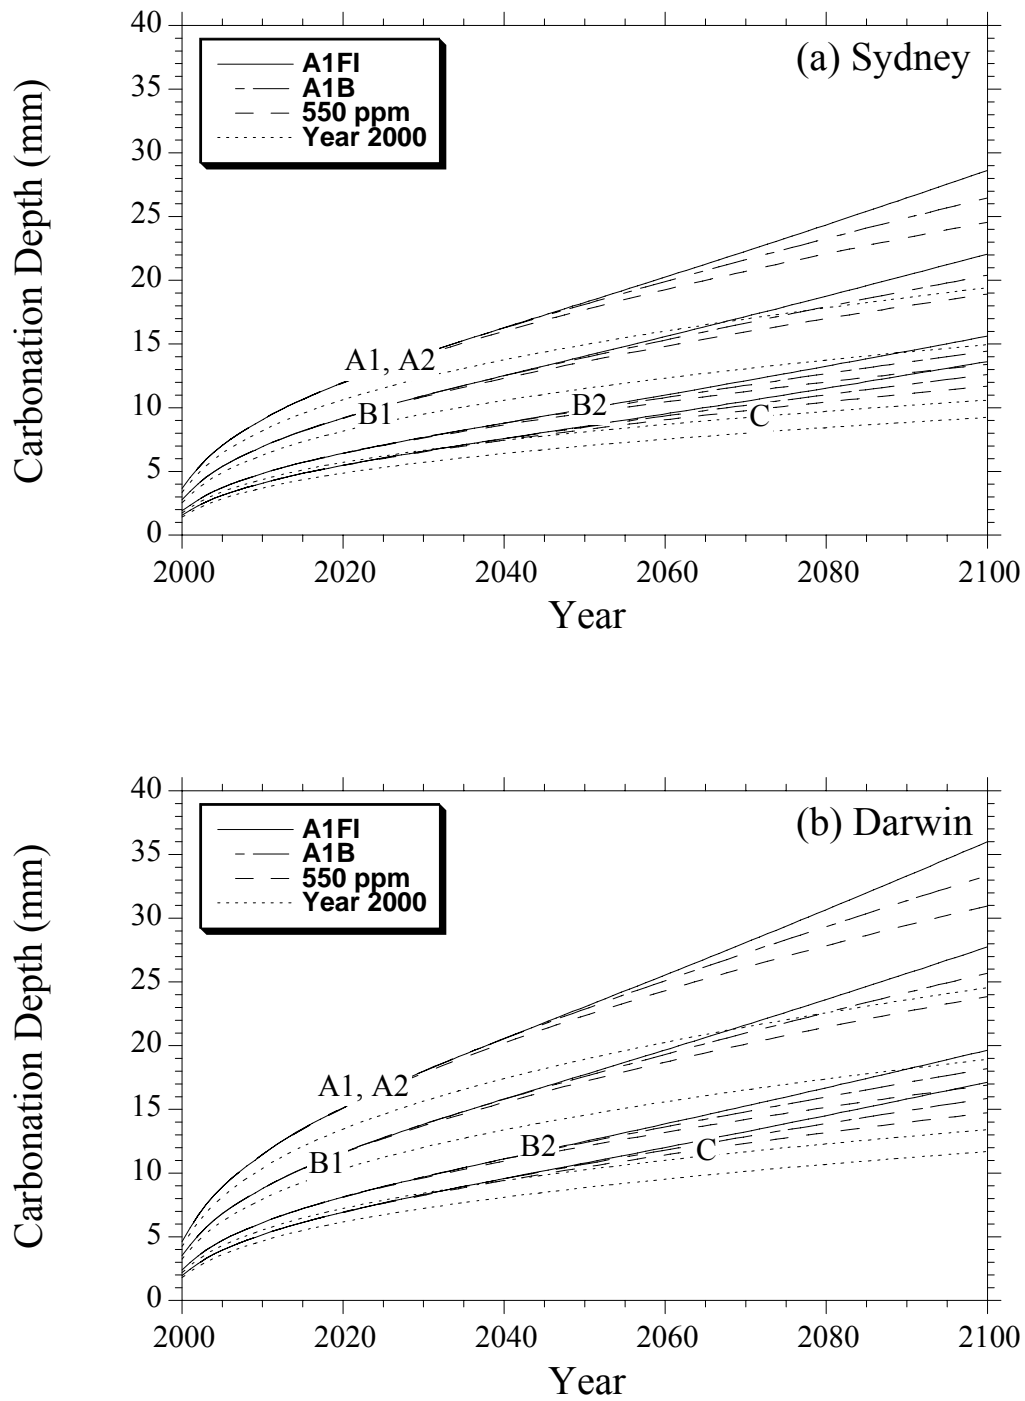 40
35
30
25
20
15
10
5
0
Carbonation Depth (mm)
A1FI
A1B
550 ppm
Year 2000
(a) Sydney
A1, A2
B1
B2
C
2000 2020 2040 2060 2080 2100
Year
40
35
30
25
20
15
10
5
0
Carbonation Depth (mm)
A1FI
A1B
550 ppm
Year 2000
(b) Darwin
A1, A2
B1
B2
C
2000 2020 2040 2060 2080 2100
Year